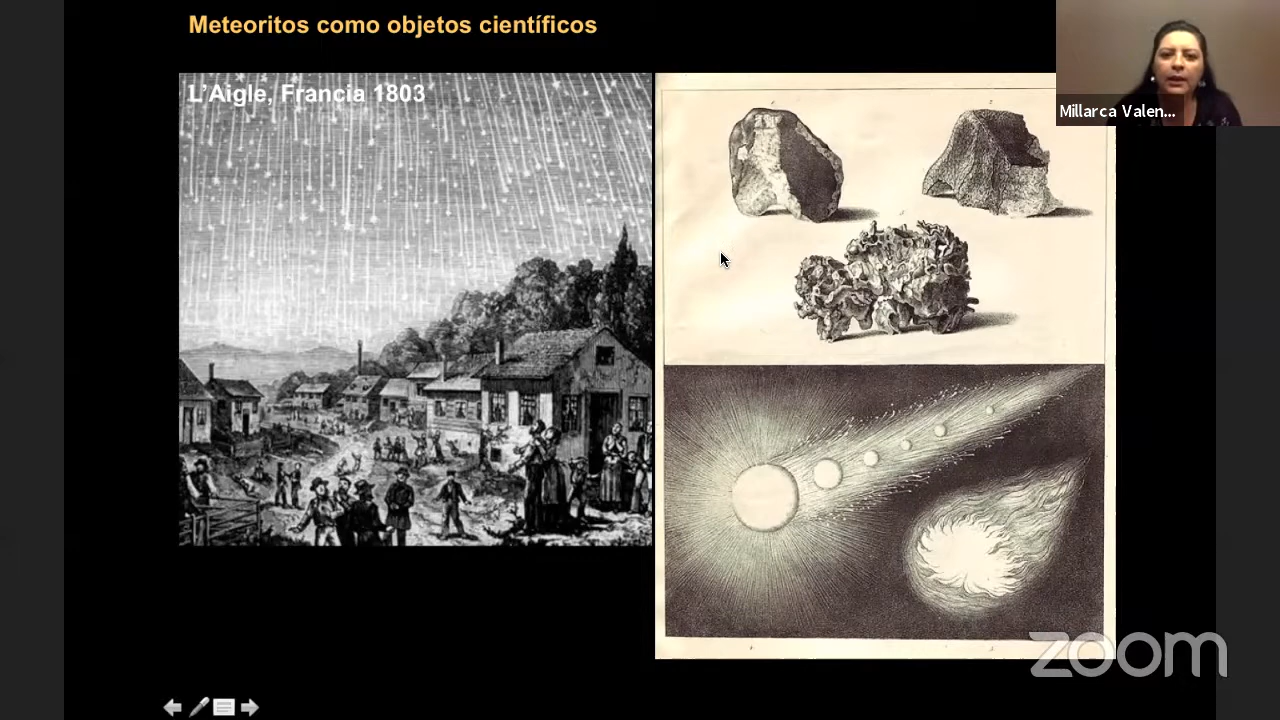 Meteoritos como objetos científicos
L'Aigle, Francia 1803
Millarca Valen...
zoom